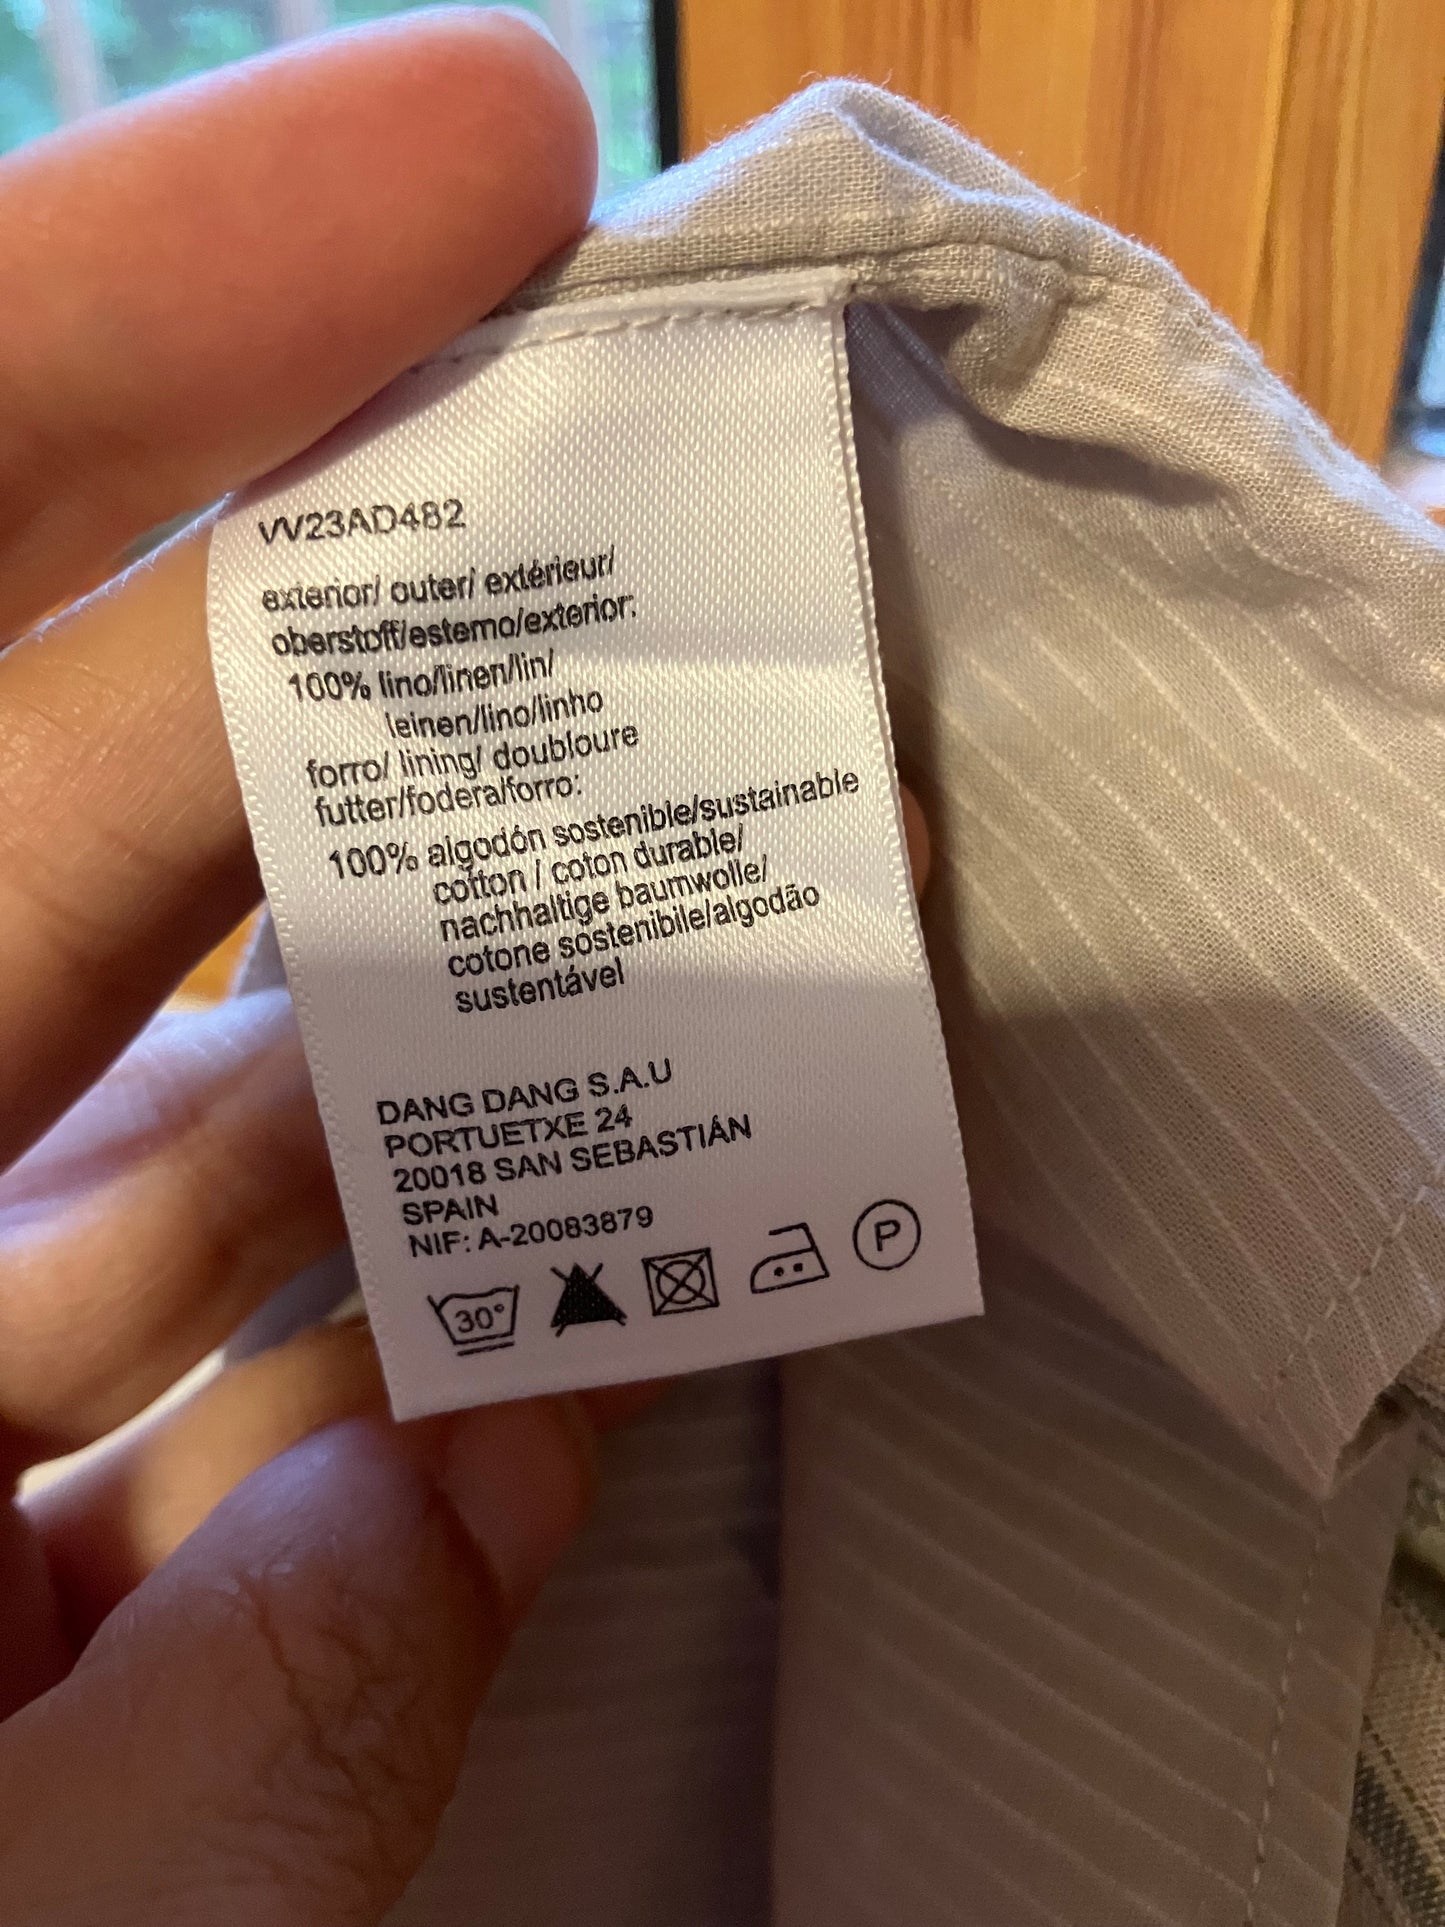 VV23AD482
exterior/ outer/ extérieur/
oberstoff/esterno/exterior:
100% lino/linen/lin/
leinen/lino/linho
forro/ lining/ doubloure
futter/fodera/forro:
100% algodón sostenible/sustainable
cotton / coton durable/
nachhaltige baumwolle/
cotone sostenibile/algodão
sustentável
DANG DANG S.A.U
PORTUETXE 24
20018 SAN SEBASTIÁN
SPAIN
NIF: A-20083879
30° P